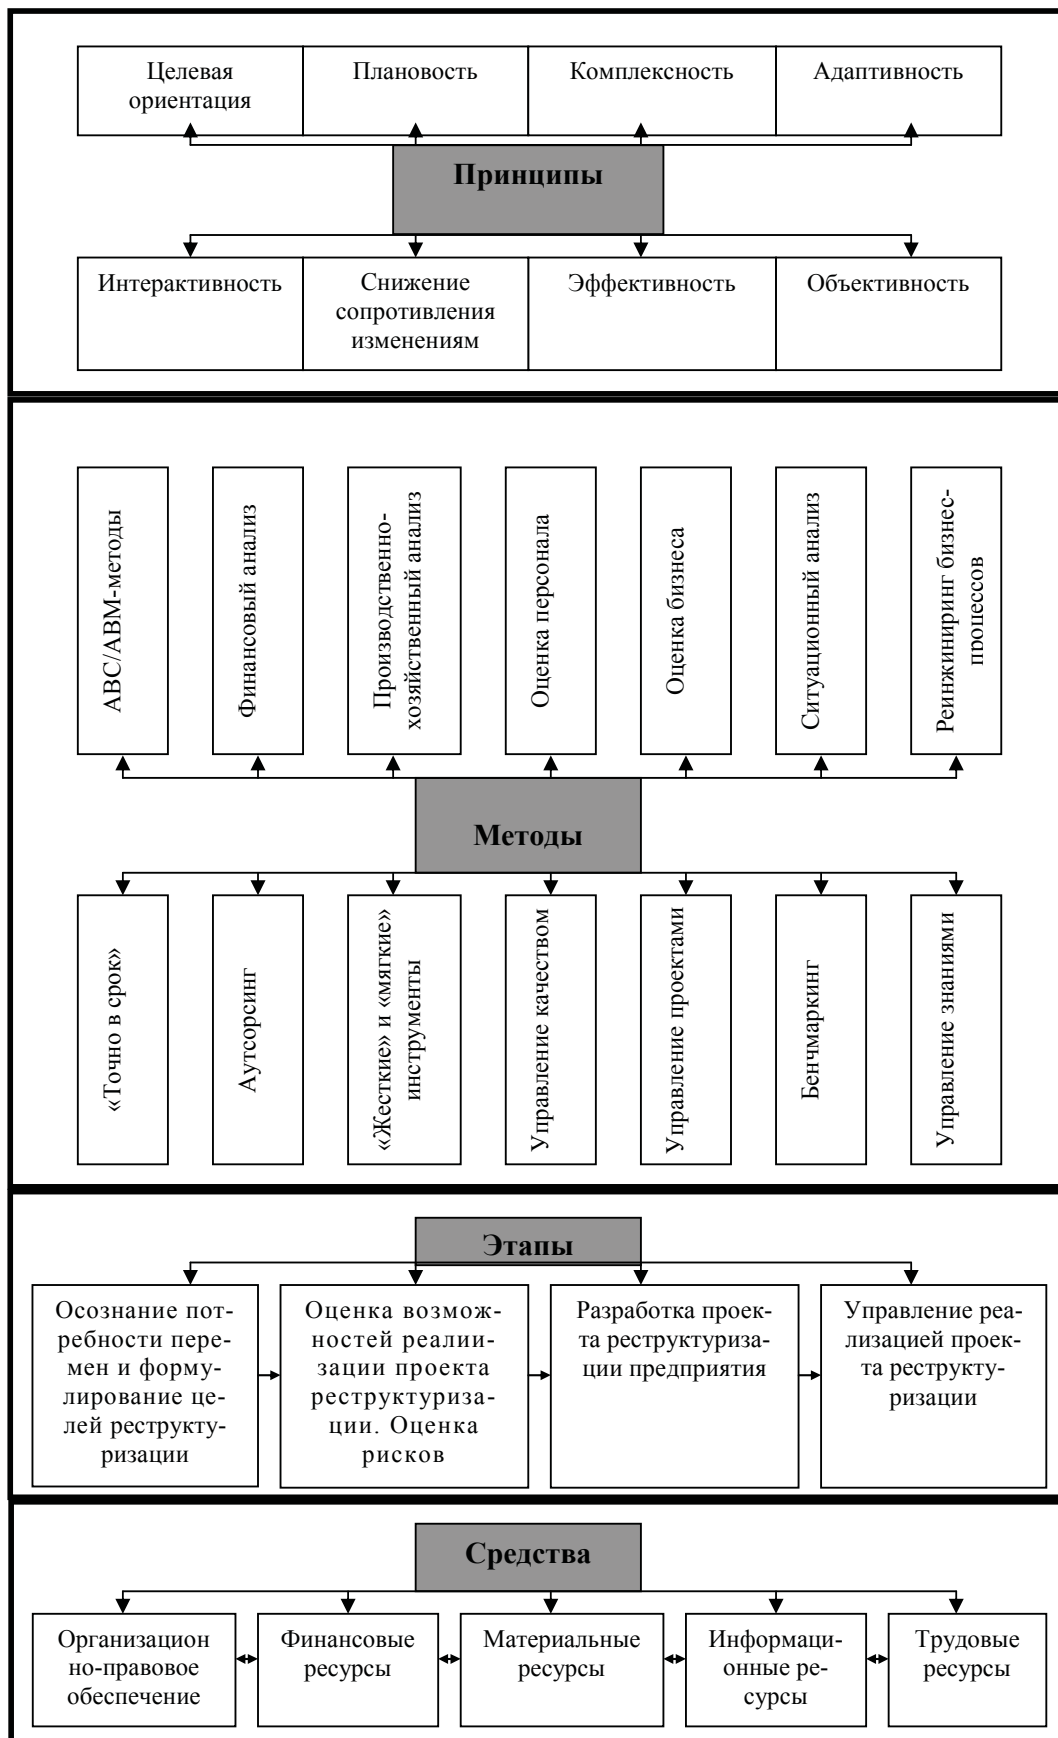 Целевая
ориентация
Плановость
Комплексность
Адаптивность
Принципы
Интерактивность
Снижение
сопротивления
изменениям
Эффективность
Объективность
ABC/ABM-методы
Финансовый анализ
Производственно-
хозяйственный анализ
Оценка персонала
Оценка бизнеса
Ситуационный анализ
Реинжиниринг бизнес-
процессов
Методы
«Точно в срок»
Аутсорсинг
«Жесткие» и «мягкие»
инструменты
Управление качеством
Управление проектами
Бенчмаркинг
Управление знаниями
Этапы
Осознание пот-
ребности пере-
мен и форму-
лирование це-
лей реструкту-
ризации
Оценка возмож-
ностей реалии-
зации проекта
реструктуриза-
ции. Оценка
рисков
Разработка проек-
та реструктуриза-
ции предприятия
Управление реа-
лизацией проек-
та реструкту-
ризации
Средства
Организацион
но-правовое
обеспечение
Финансовые
ресурсы
Материальные
ресурсы
Информаци-
онные ре-
сурсы
Трудовые
ресурсы